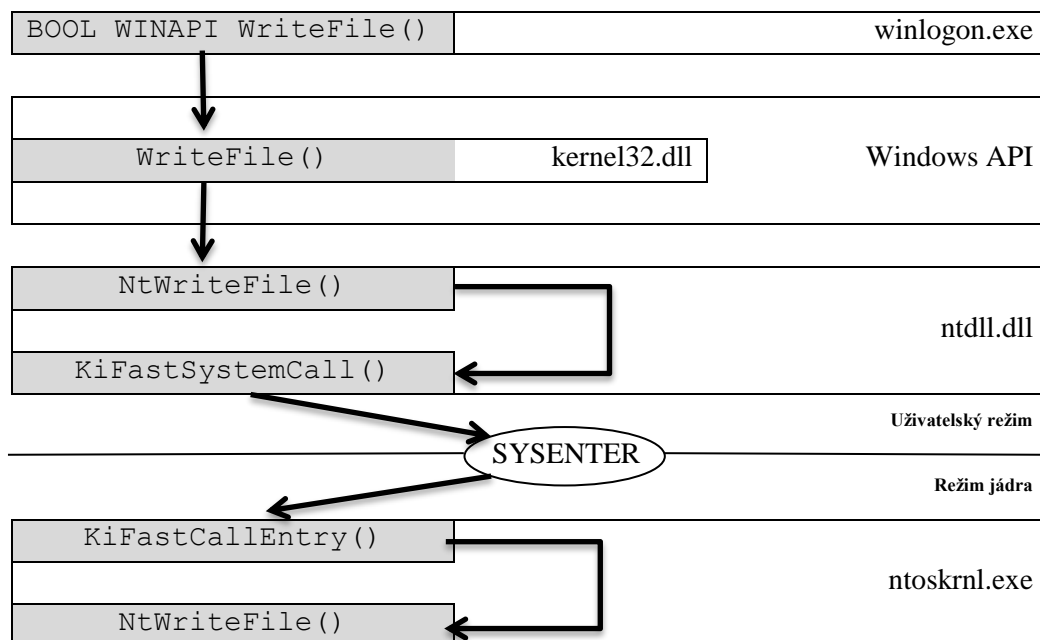 BOOL WINAPI WriteFile() winlogon.exe
WriteFile() kernel32.dll Windows API
NtWriteFile()
ntdll.dll
KiFastSystemCall()
Uživatelský režim
SYSENTER
Režim jádra
KiFastCallEntry()
ntoskrnl.exe
NtWriteFile()